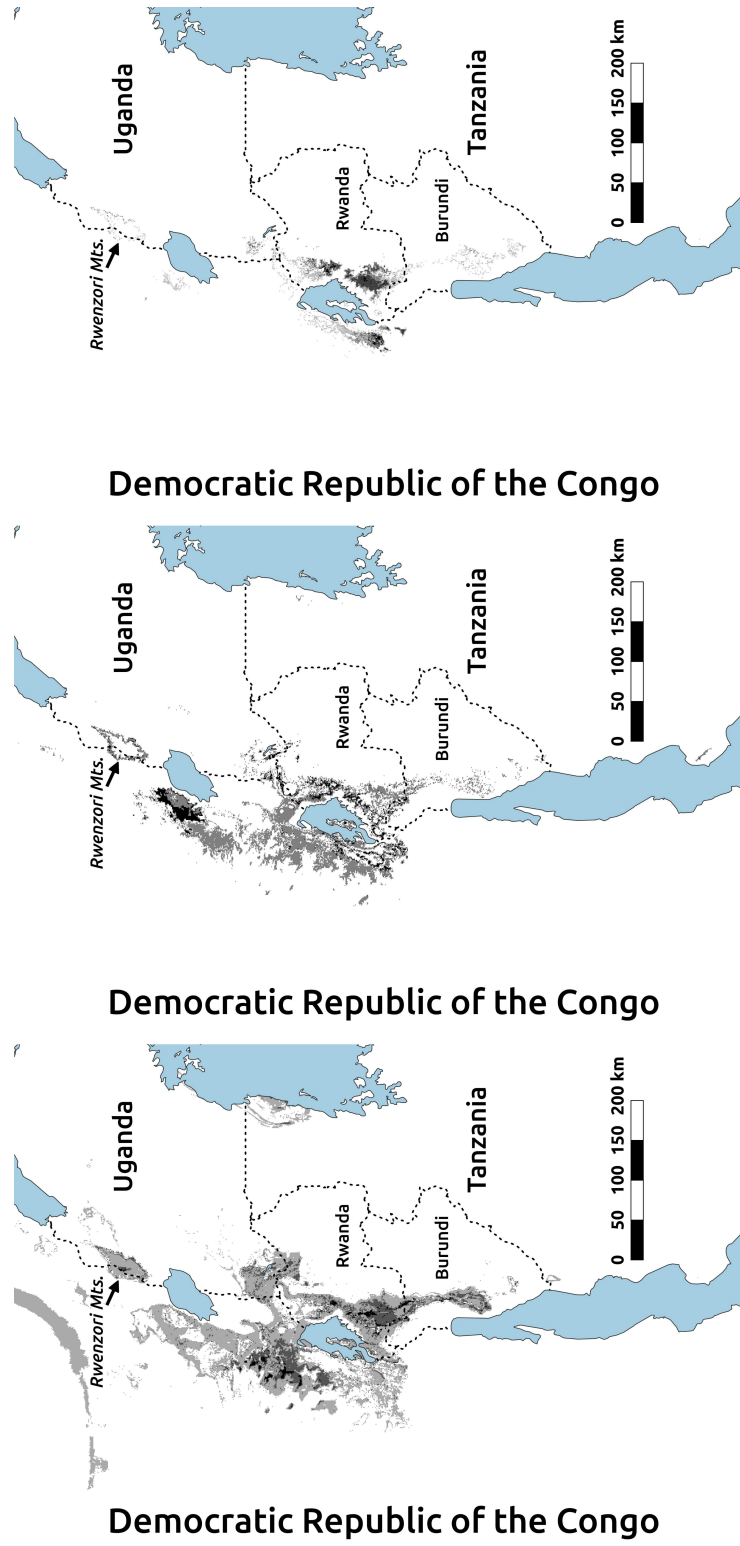 Uganda
Rwenzori Mts.
Rwanda
Burundi
Tanzania
0 50 100 150 200 km
Democratic Republic of the Congo
Uganda
Rwenzori Mts.
Rwanda
Burundi
Tanzania
0 50 100 150 200 km
Democratic Republic of the Congo
Uganda
Rwenzori Mts.
Rwanda
Burundi
Tanzania
0 50 100 150 200 km
Democratic Republic of the Congo